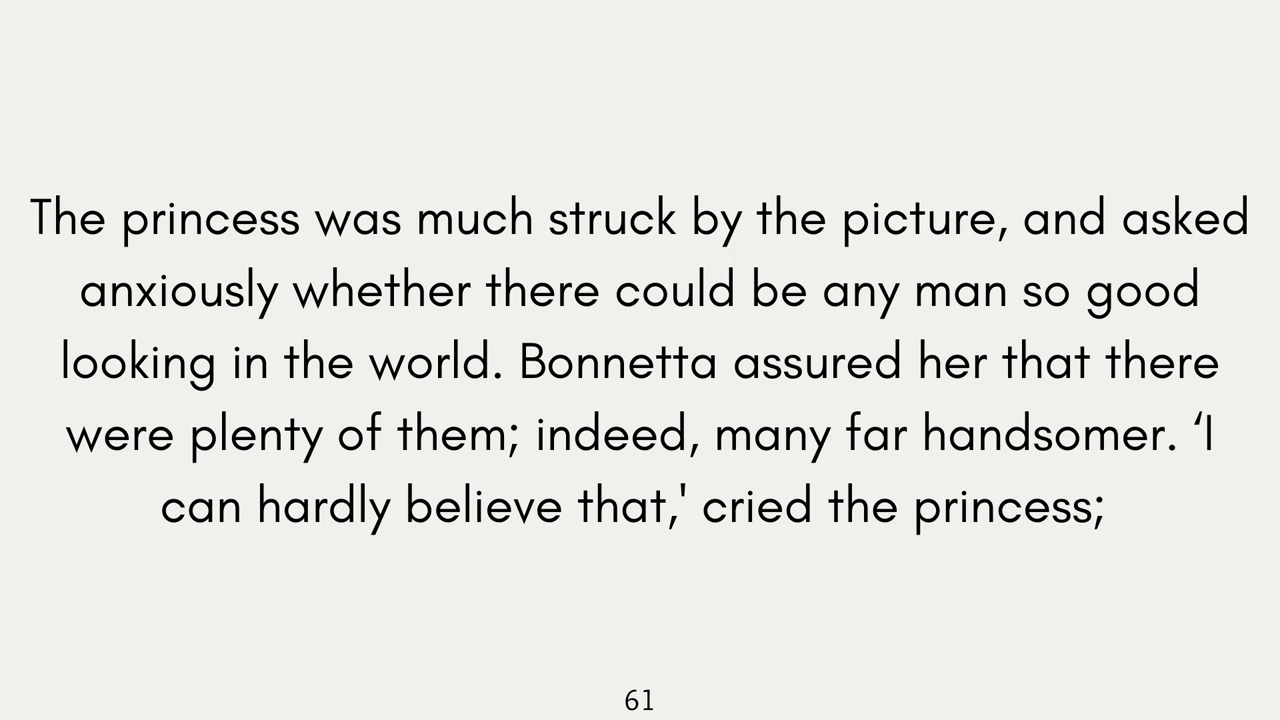 The princess was much struck by the picture, and asked
anxiously whether there could be any man so good
looking in the world. Bonnetta assured her that there
were plenty of them; indeed, many far handsomer. ‘I
can hardly believe that,' cried the princess;
61